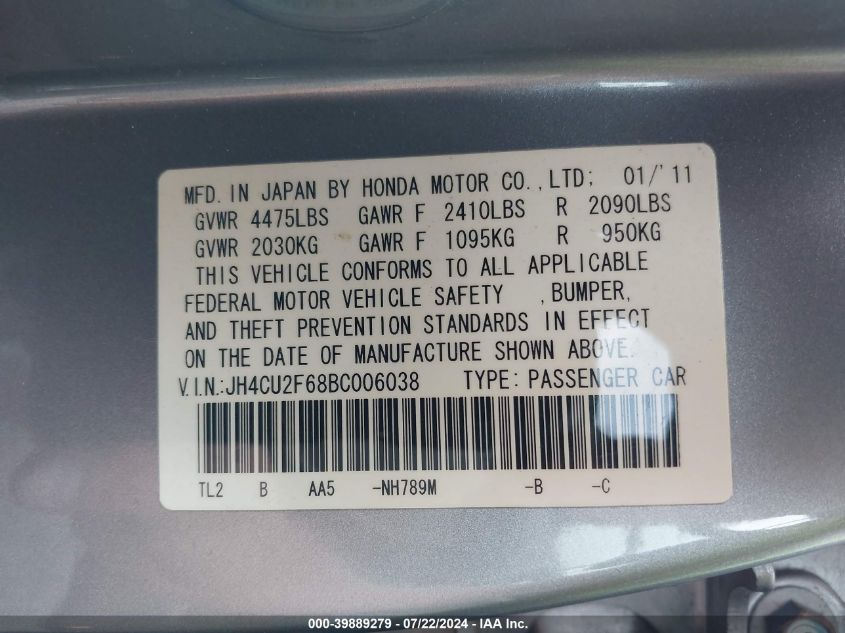 MFD. IN JAPAN BY HONDA MOTOR CO., LTD; 01/'11
GVWR 4475LBS GAWR F 2410LBS R 2090LBS
GVWR 2030KG GAWR F 1095KG R 950KG
THIS VEHICLE CONFORMS TO ALL APPLICABLE
FEDERAL MOTOR VEHICLE SAFETY , BUMPER,
AND THEFT PREVENTION STANDARDS IN EFFECT
ON THE DATE OF MANUFACTURE SHOWN ABOVE.
V.I.N.:JH4CU2F68BC006038 TYPE: PASSENGER CAR
TL2 B AA5 -NH789M -B -C
000-39889279 - 07/22/2024 - IAA Inc.